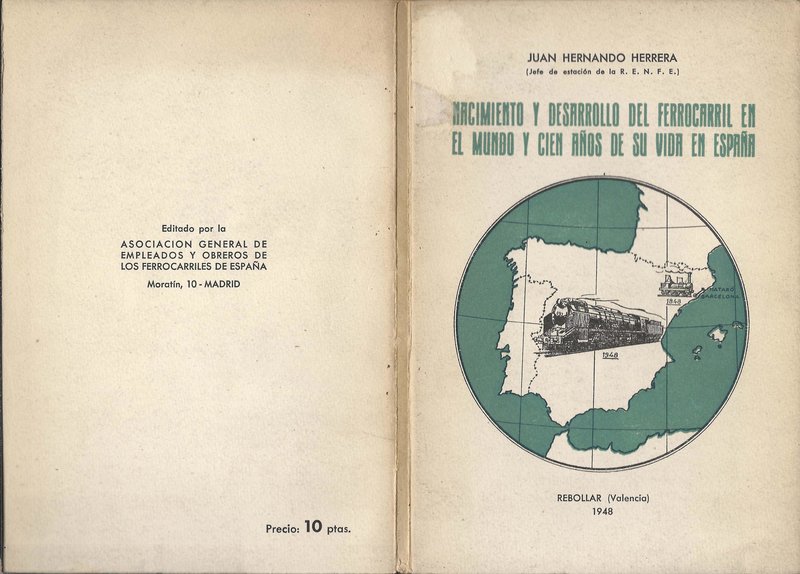 Editado por la
ASOCIACION GENERAL DE
EMPLEADOS Y OBREROS DE
LOS FERROCARRILES DE ESPAÑA
Moratín, 10 - MADRID
Precio: 10 ptas.
JUAN HERNANDO HERRERA
(Jefe de estación de la R. E. N. F. E.)
NACIMIENTO Y DESARROLLO DEL FERROCARRIL EN
EL MUNDO Y CIEN AÑOS DE SU VIDA EN ESPAÑA
MATARÓ
BARCELONA
1848
1948
REBOLLAR (Valencia)
1948